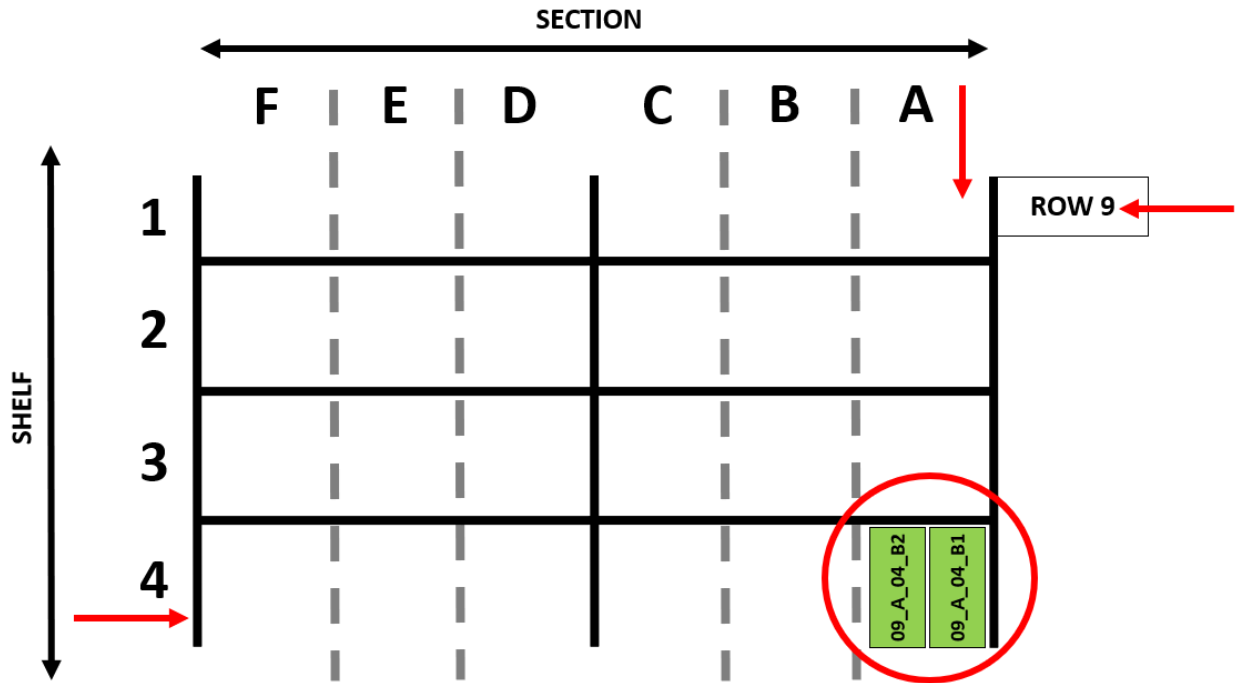 SECTION
F E D C B A
1
ROW 9
2
SHELF
3
4
09_A_04_B2
09_A_04_B1